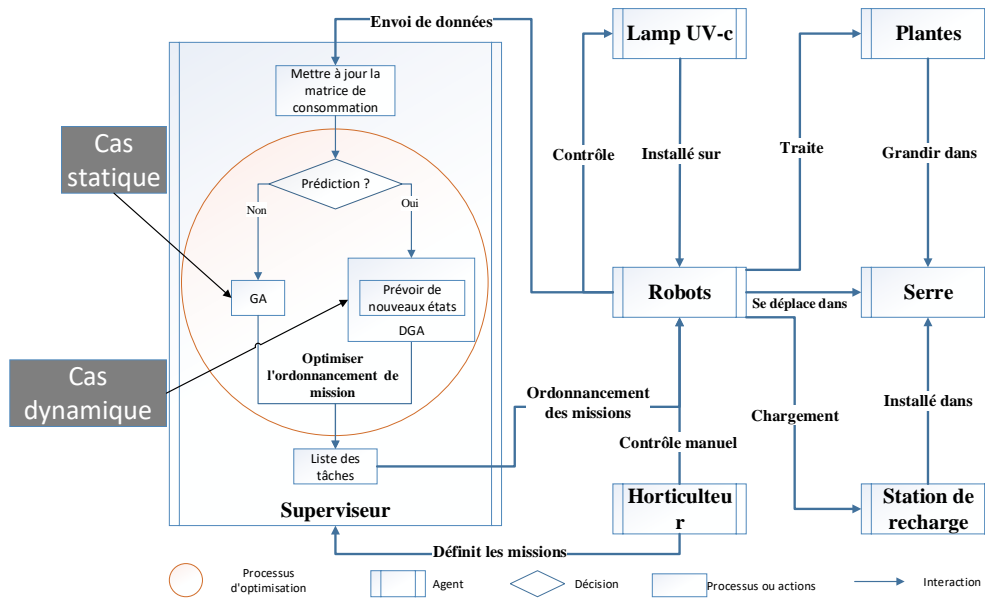 Envoi de données
Lamp UV-c
Plantes
Mettre à jour la
matrice de
consommation
Cas
statique
Contrôle
Installé sur
Traite
Grandir dans
Prédiction ?
Non
Oui
GA
Prévoir de
nouveaux états
DGA
Robots
Se déplace dans
Serre
Cas
dynamique
Optimiser
l'ordonnancement de
mission
Ordonnancement
des missions
Chargement
Installé dans
Contrôle manuel
Liste des
tâches
Superviseur
Horticulteu
r
Station de
recharge
Définit les missions
Processus
d'optimisation
Agent
Décision
Processus ou actions
Interaction